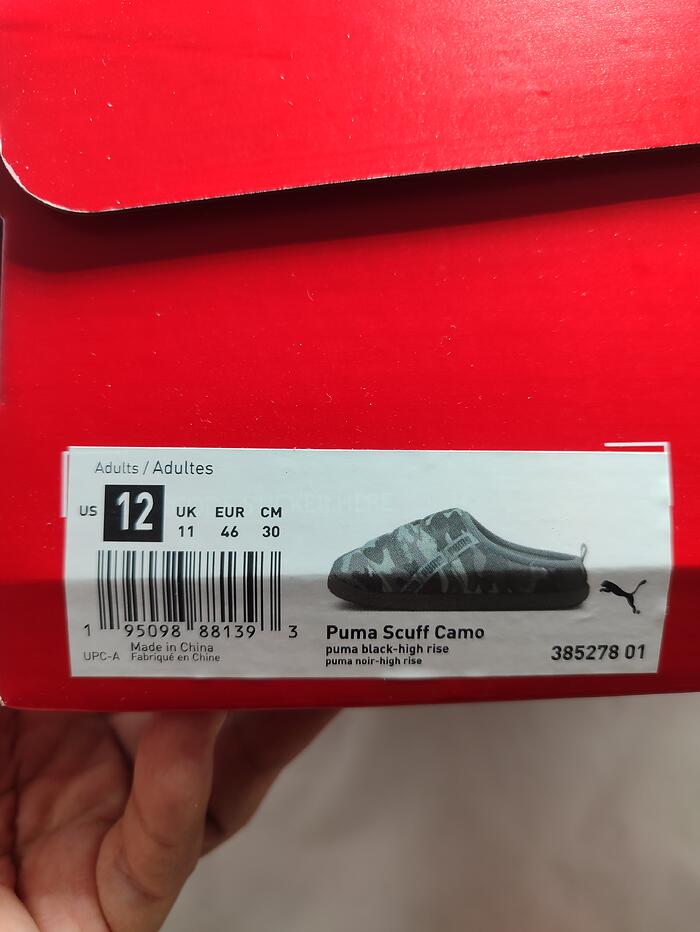 Adults / Adultes
US 12 UK EUR CM
11 46 30
1 95098 88139 3
UPC-A Made in China
Fabriqué en Chine
Puma Scuff Camo
puma black-high rise
puma noir-high rise
385278 01